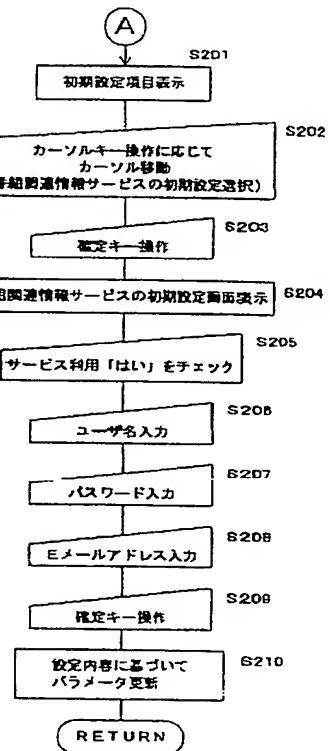 A
S201
初期設定項目表示
S202
カーソルキー操作に応じて
カーソル移動
番組関連情報サービスの初期設定選択)
S203
確定キー操作
S204
組関連情報サービスの初期設定画面表示
S205
サービス利用「はい」をチェック
S206
ユーザ名入力
S207
パスワード入力
S208
Eメールアドレス入力
S209
確定キー操作
S210
設定内容に基づいて
パラメータ更新
RETURN